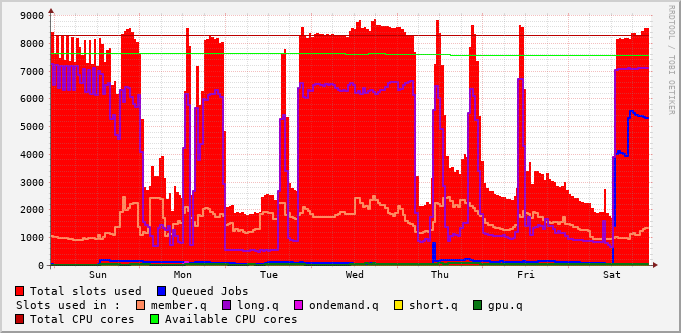 9000
8000
7000
6000
5000
4000
3000
2000
1000
0
RRDTOOL / TOBI OETIKER
Sun Mon Tue Wed Thu Fri Sat
Total slots used Queued Jobs
Slots used in : member.q long.q ondemand.q short.q gpu.q
Total CPU cores Available CPU cores